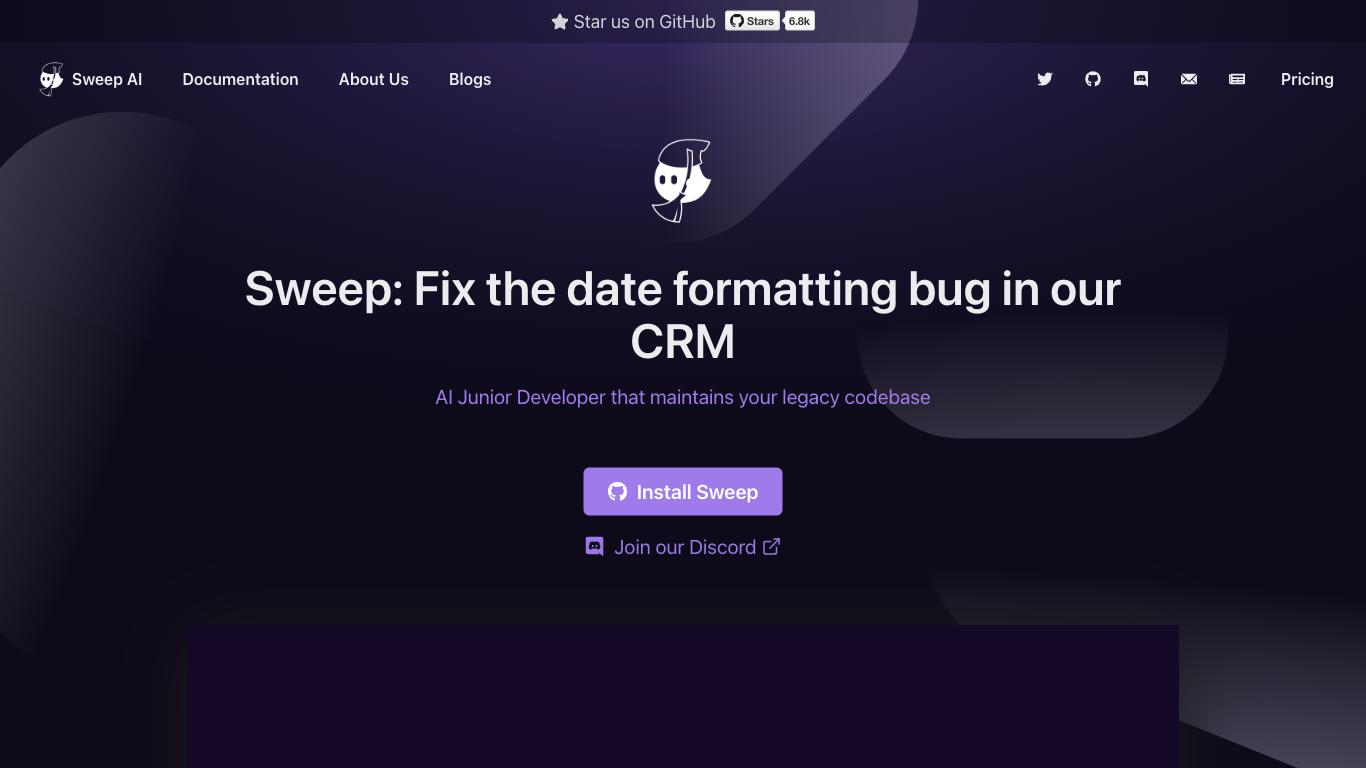 Star us on GitHub Stars 6.8k
Sweep AI Documentation About Us Blogs Pricing
Sweep: Fix the date formatting bug in our
CRM
AI Junior Developer that maintains your legacy codebase
Install Sweep
Join our Discord